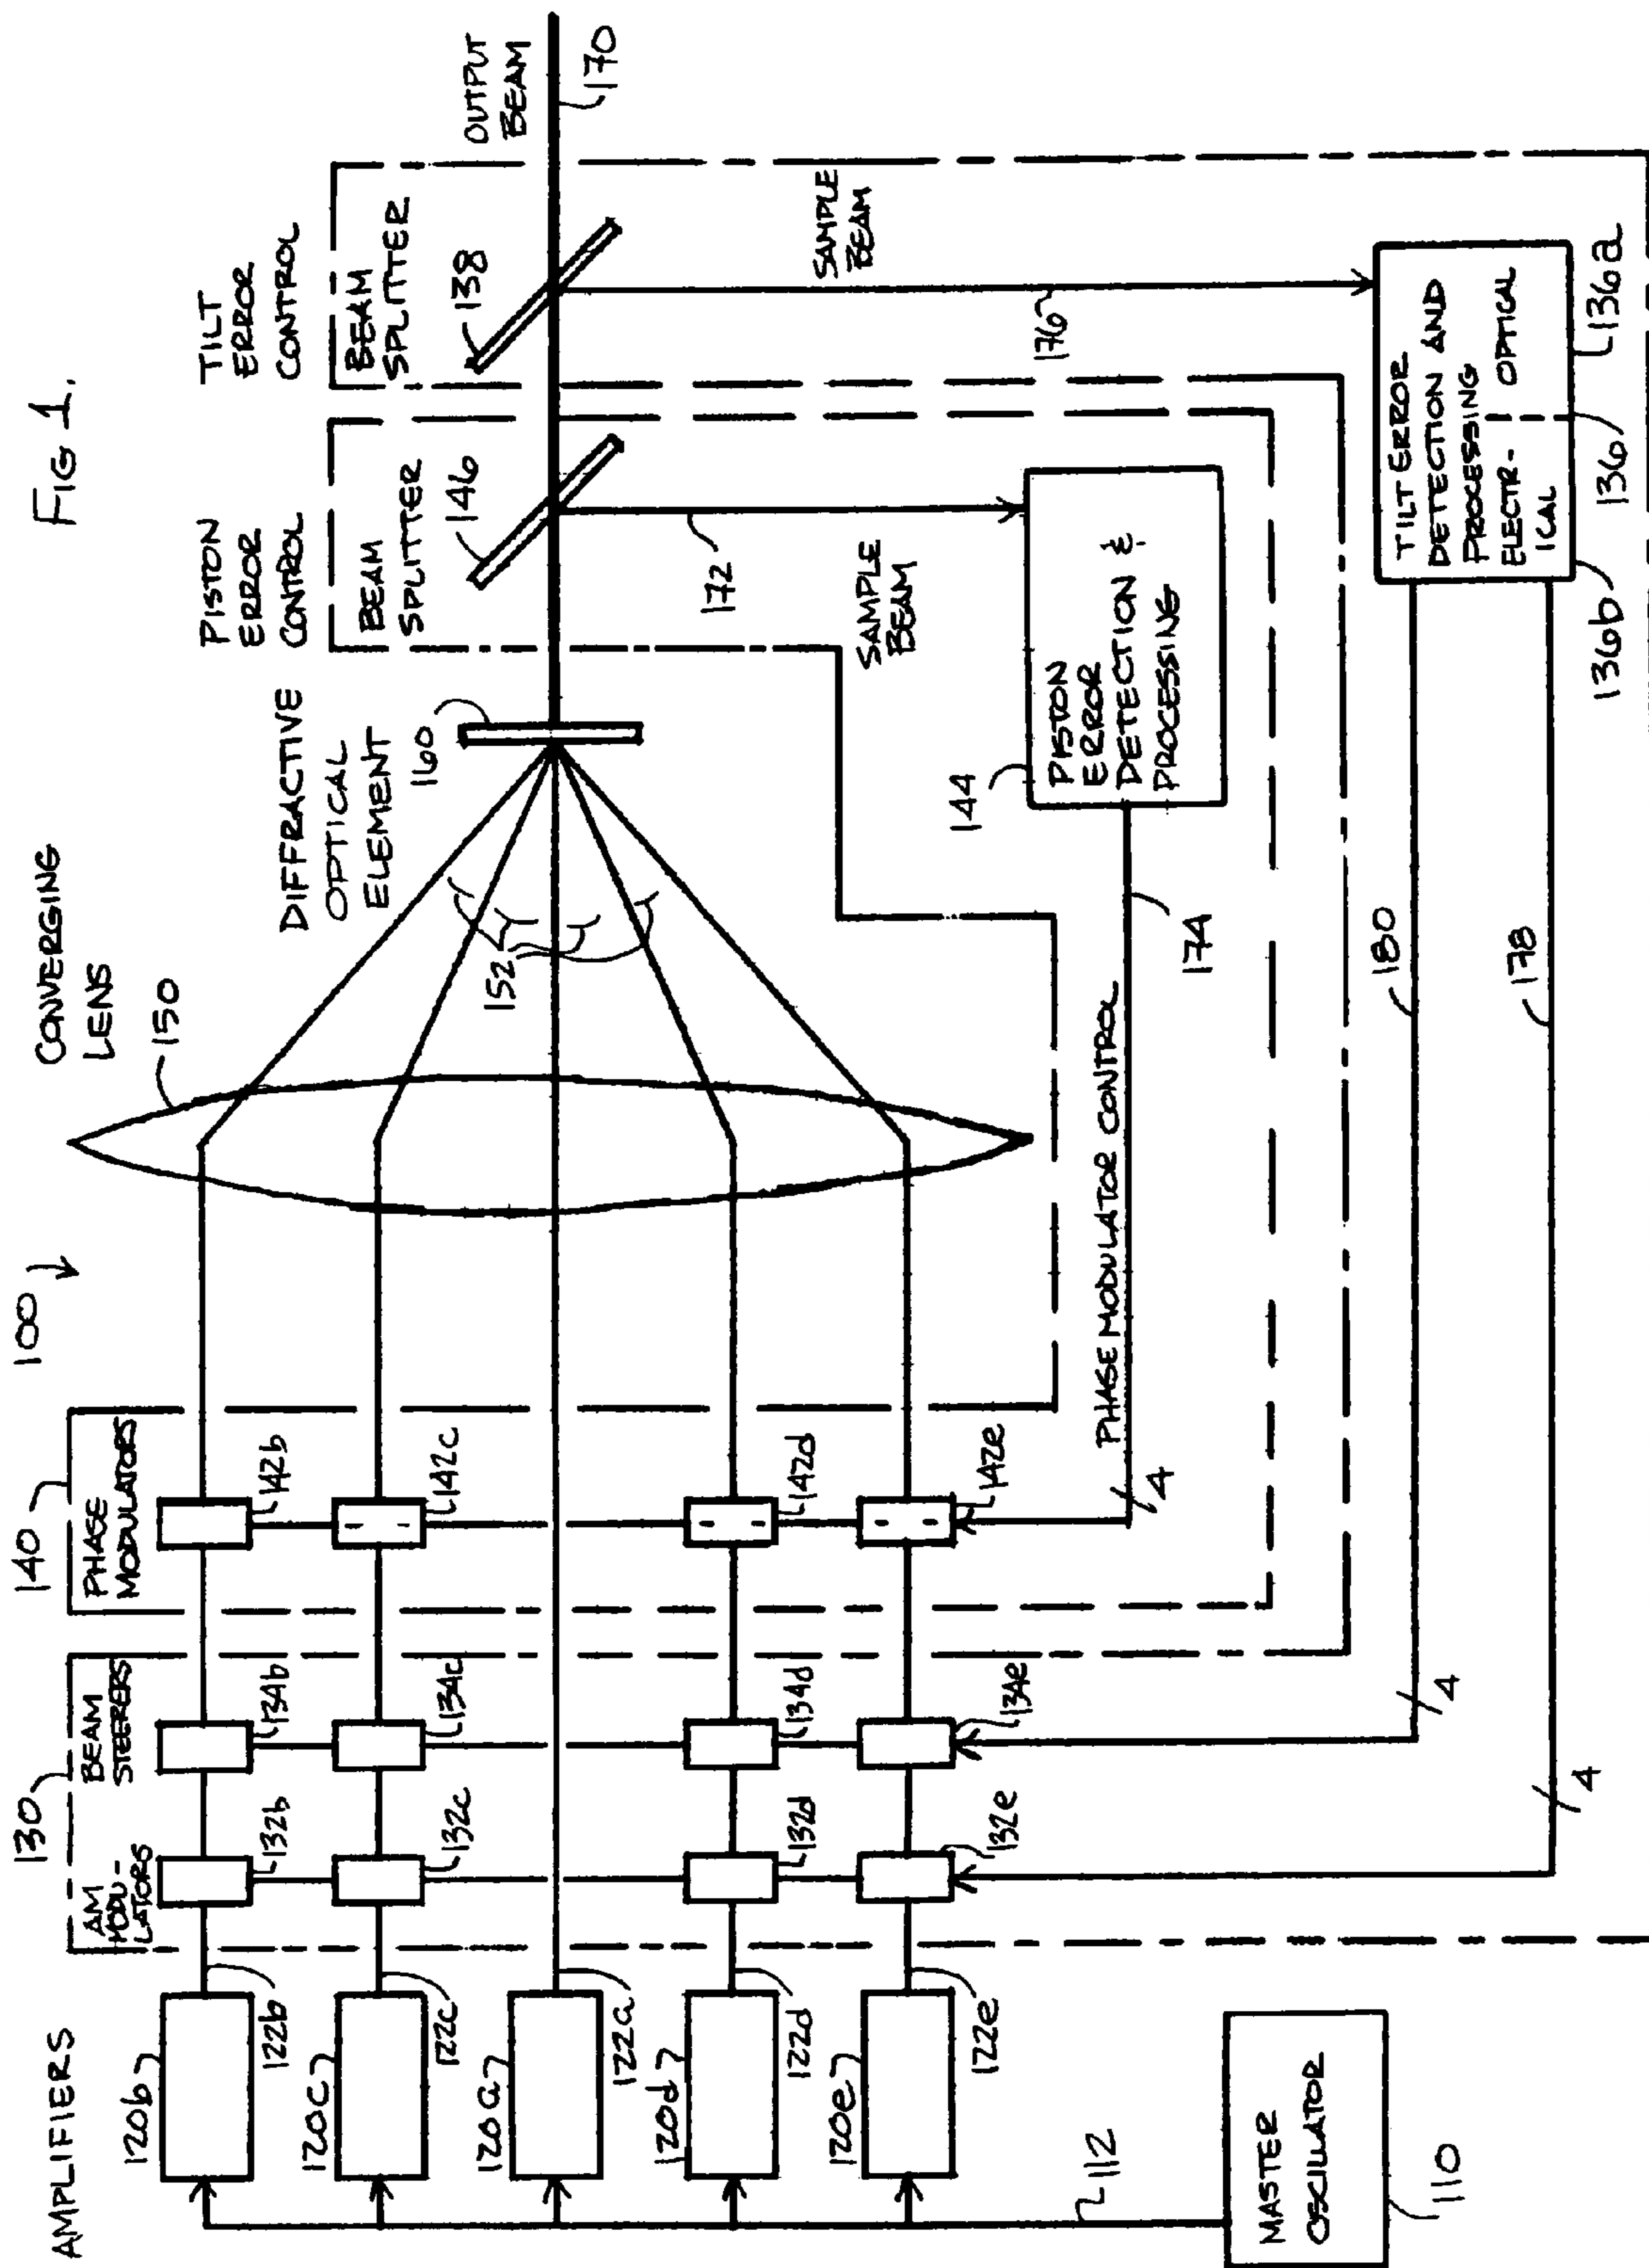 FIG 1.
100
AMPLIFIERS
120b
120c
120a
120d
120e
122b
122c
122a
122d
122e
MASTER
OSCILLATOR
110
112
130
AM
MODU-
LATORS
BEAM
STEERERS
132b
132c
132d
132e
134b
134c
134d
134e
140
PHASE
MODULATORS
142b
142c
142d
142e
4
4
4
CONVERGING
LENS
150
152
DIFFRACTIVE
OPTICAL
ELEMENT
160
PISTON
ERROR
CONTROL
BEAM
SPLITTER
146
172
SAMPLE
BEAM
144
PISTON
ERROR
DETECTION &
PROCESSING
PHASE MODULATOR CONTROL
174
TILT
ERROR
CONTROL
BEAM
SPLITTER
138
SAMPLE
BEAM
176
OUTPUT
BEAM
170
TILT ERROR
DETECTION AND
PROCESSING
ELECTR-
ICAL
OPTICAL
136b
136
136a
180
178